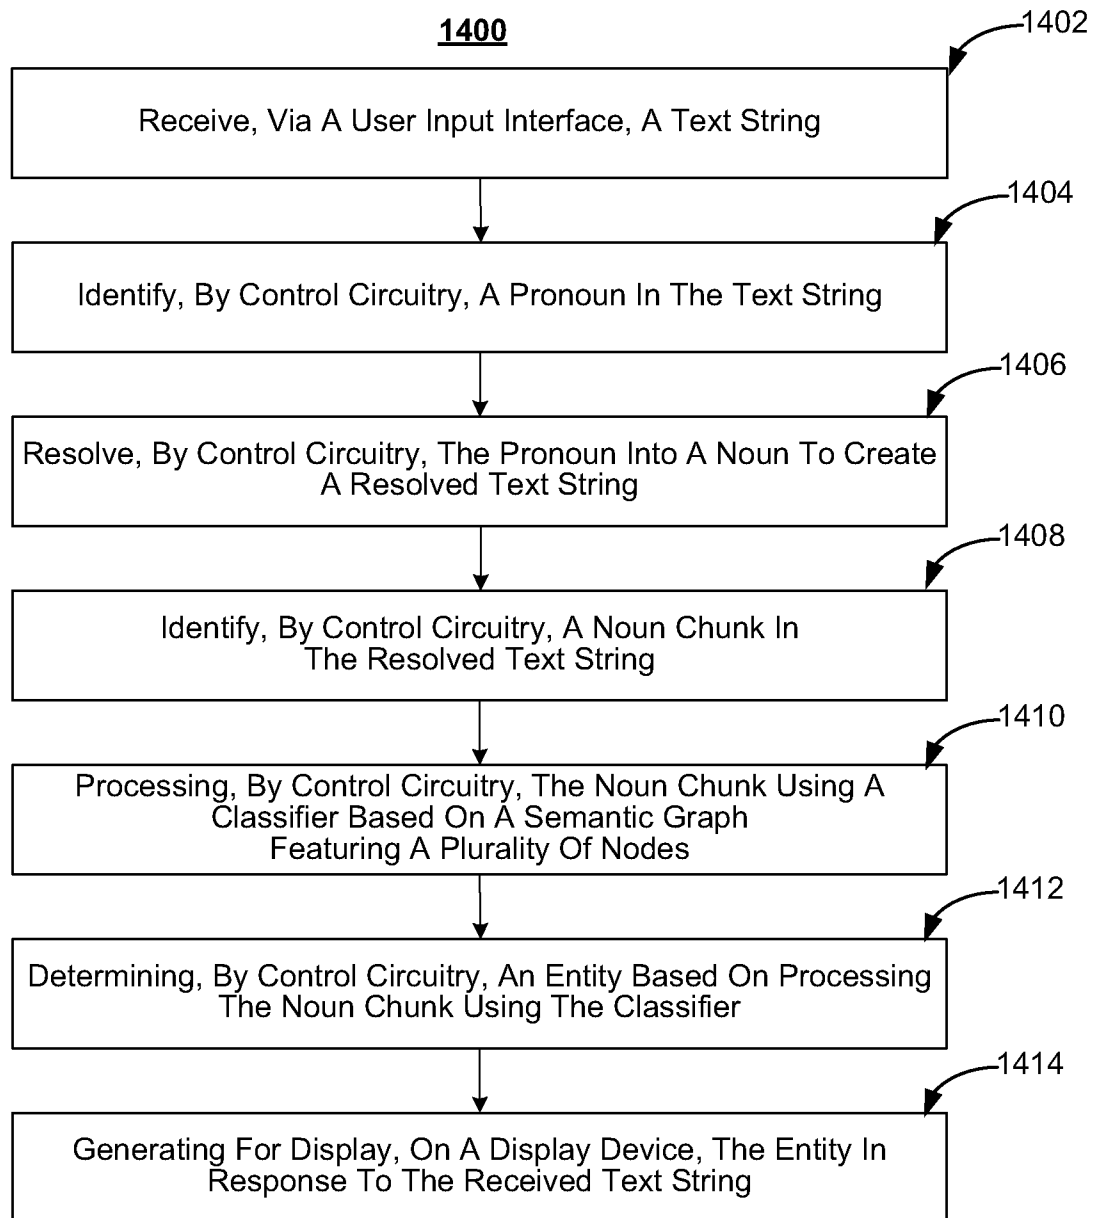 1400
1402
Receive, Via A User Input Interface, A Text String
1404
Identify, By Control Circuitry, A Pronoun In The Text String
1406
Resolve, By Control Circuitry, The Pronoun Into A Noun To Create
A Resolved Text String
1408
Identify, By Control Circuitry, A Noun Chunk In
The Resolved Text String
1410
Processing, By Control Circuitry, The Noun Chunk Using A
Classifier Based On A Semantic Graph
Featuring A Plurality Of Nodes
1412
Determining, By Control Circuitry, An Entity Based On Processing
The Noun Chunk Using The Classifier
1414
Generating For Display, On A Display Device, The Entity In
Response To The Received Text String